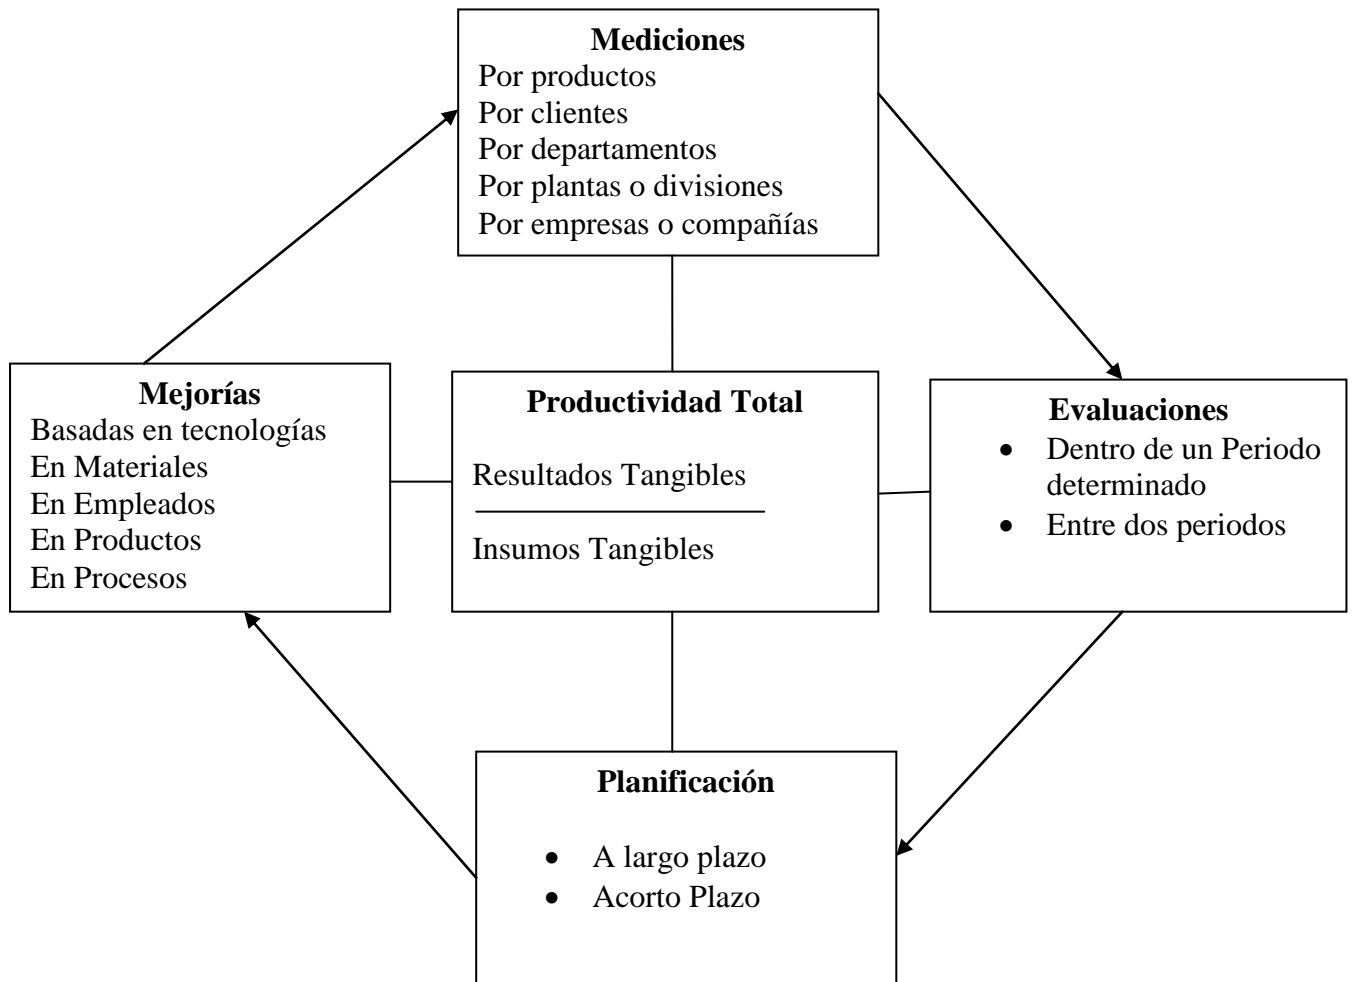 Mediciones
Por productos
Por clientes
Por departamentos
Por plantas o divisiones
Por empresas o compañías
Mejorías
Basadas en tecnologías
En Materiales
En Empleados
En Productos
En Procesos
Productividad Total
Resultados Tangibles
Insumos Tangibles
Evaluaciones
• Dentro de un Periodo
determinado
• Entre dos periodos
Planificación
• A largo plazo
• Acorto Plazo